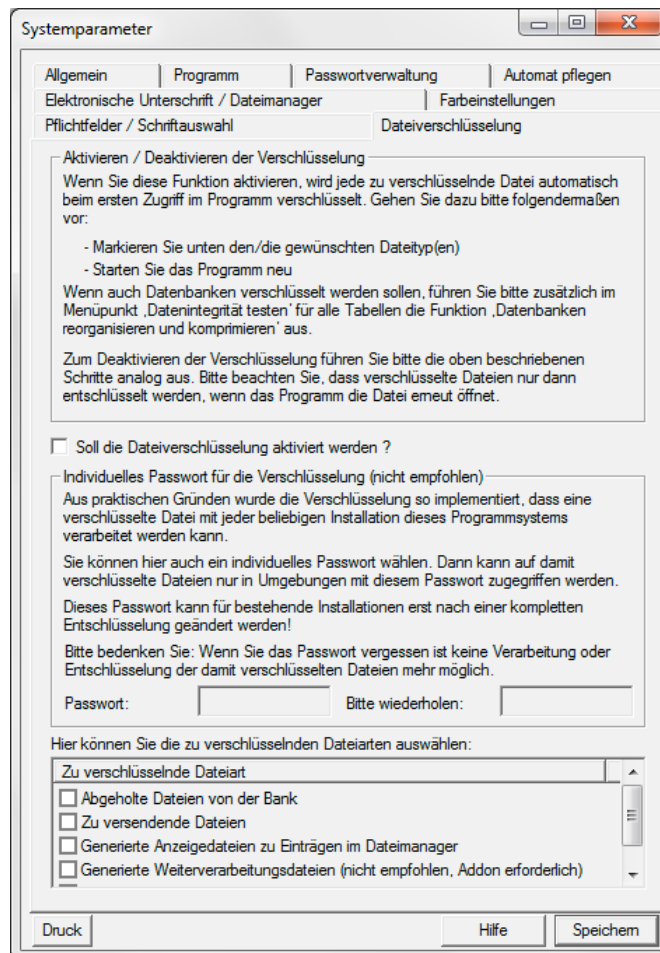 Systemparameter
Allgemein
Programm
Passwortverwaltung
Automat pflegen
Elektronische Unterschrift / Dateimanager
Farbeinstellungen
Pflichtfelder / Schriftauswahl
Dateiverschlüsselung
Aktivieren / Deaktivieren der Verschlüsselung
Wenn Sie diese Funktion aktivieren, wird jede zu verschlüsselnde Datei automatisch
beim ersten Zugriff im Programm verschlüsselt. Gehen Sie dazu bitte folgendermaßen
vor:
- Markieren Sie unten den/die gewünschten Dateityp(en)
- Starten Sie das Programm neu
Wenn auch Datenbanken verschlüsselt werden sollen, führen Sie bitte zusätzlich im
Menüpunkt ‚Datenintegrität testen' für alle Tabellen die Funktion ‚Datenbanken
reorganisieren und komprimieren' aus.
Zum Deaktivieren der Verschlüsselung führen Sie bitte die oben beschriebenen
Schritte analog aus. Bitte beachten Sie, dass verschlüsselte Dateien nur dann
entschlüsselt werden, wenn das Programm die Datei erneut öffnet.
Soll die Dateiverschlüsselung aktiviert werden ?
Individuelles Passwort für die Verschlüsselung (nicht empfohlen)
Aus praktischen Gründen wurde die Verschlüsselung so implementiert, dass eine
verschlüsselte Datei mit jeder beliebigen Installation dieses Programmsystems
verarbeitet werden kann.
Sie können hier auch ein individuelles Passwort wählen. Dann kann auf damit
verschlüsselte Dateien nur in Umgebungen mit diesem Passwort zugegriffen werden.
Dieses Passwort kann für bestehende Installationen erst nach einer kompletten
Entschlüsselung geändert werden!
Bitte bedenken Sie: Wenn Sie das Passwort vergessen ist keine Verarbeitung oder
Entschlüsselung der damit verschlüsselten Dateien mehr möglich.
Passwort:
Bitte wiederholen:
Hier können Sie die zu verschlüsselnden Dateiarten auswählen:
Zu verschlüsselnde Dateiart
Abgeholte Dateien von der Bank
Zu versendende Dateien
Generierte Anzeigedateien zu Einträgen im Dateimanager
Generierte Weiterverarbeitungsdateien (nicht empfohlen, Addon erforderlich)
Druck
Hilfe
Speichern